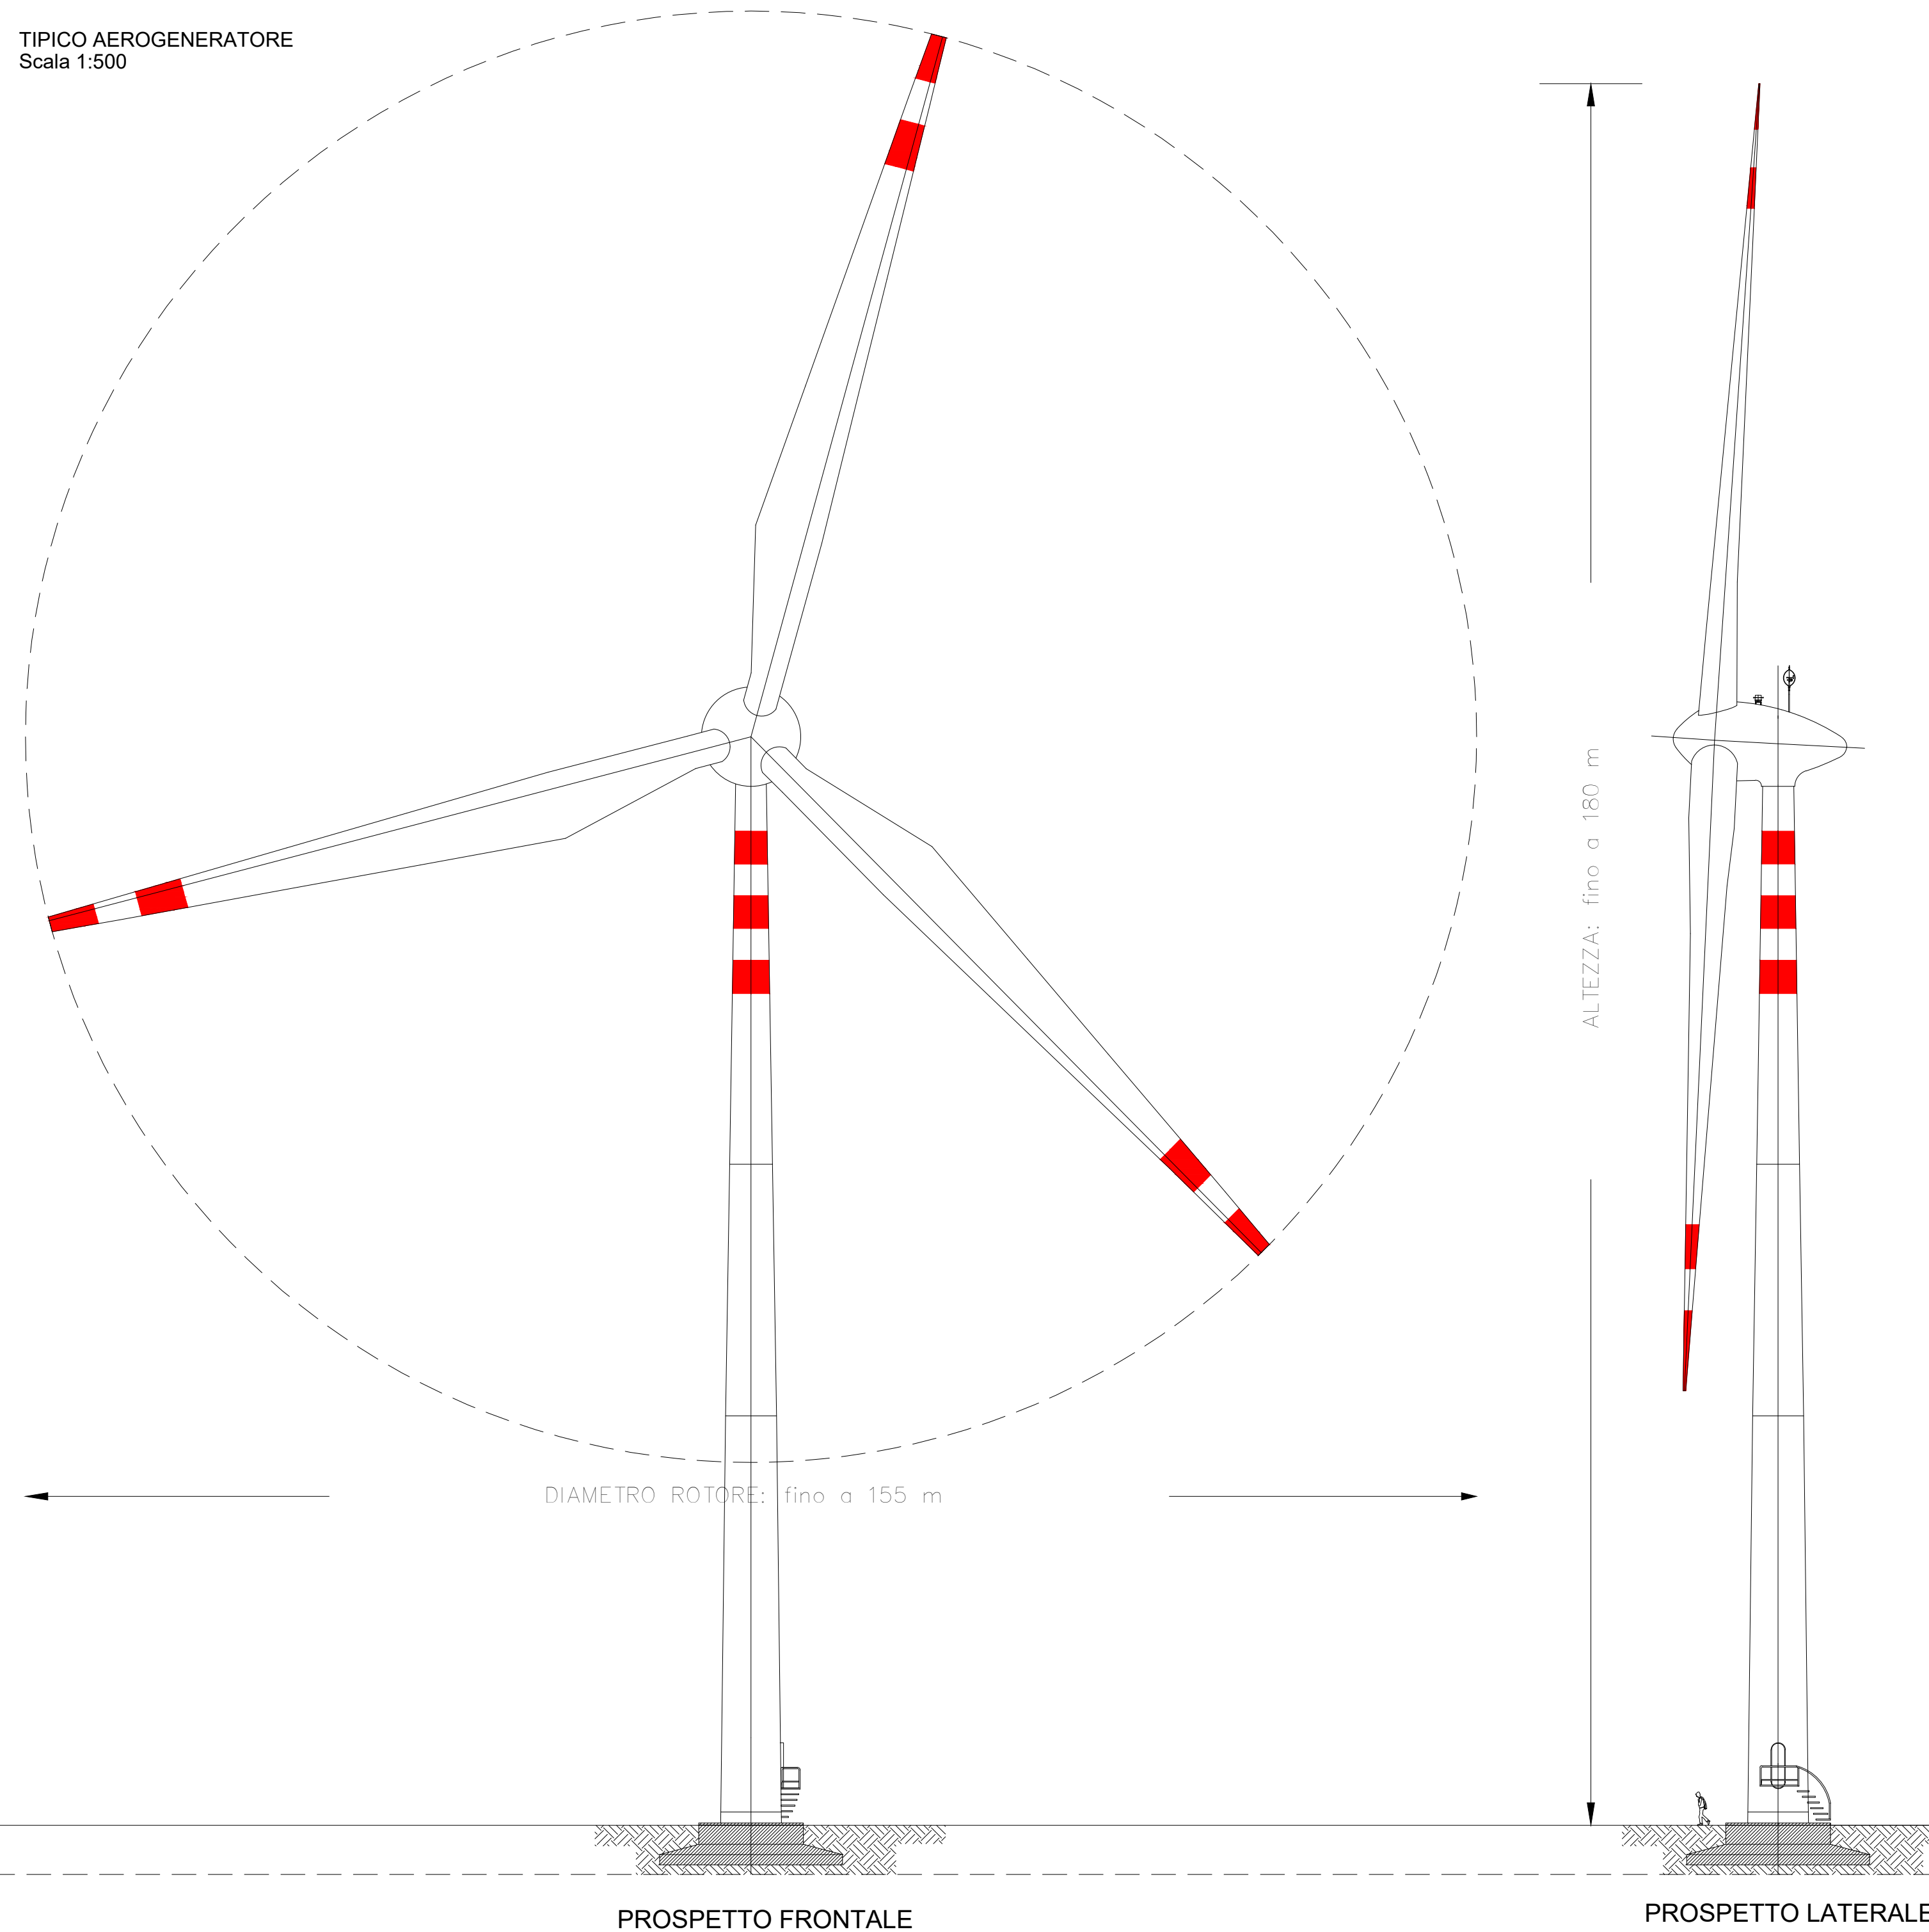 TIPICO AEROGENERATORE
Scala 1:500
ALTEZZA: fino a 180 m
DIAMETRO ROTORE: fino a 155 m
PROSPETTO FRONTALE
PROSPETTO LATERALE